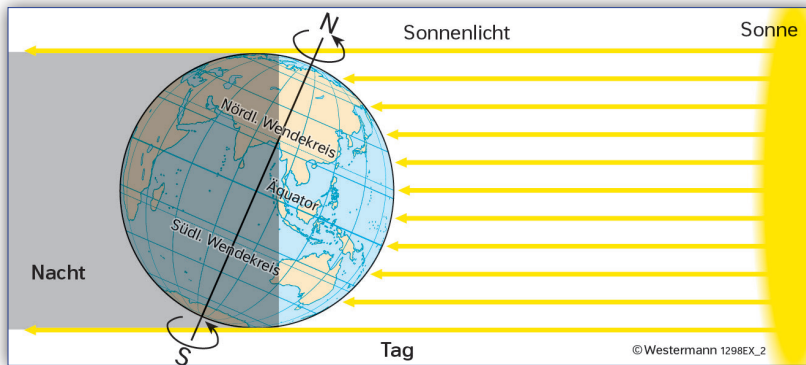 N
Sonnenlicht
Sonne
Nördl. Wendekreis
Äquator
Südl. Wendekreis
Nacht
S
Tag
© Westermann 1298EX_2